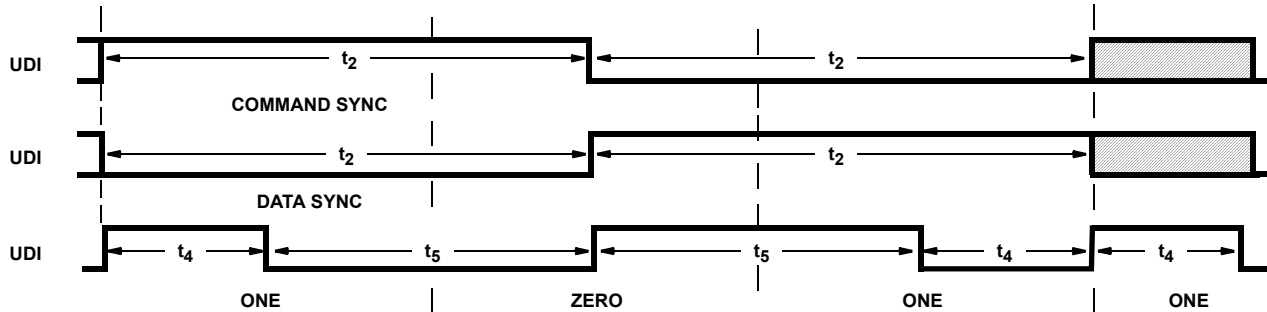 UDI t2 t2
COMMAND SYNC
UDI t2 t2
DATA SYNC
UDI t4 t5 t5 t4 t4
ONE ZERO ONE ONE